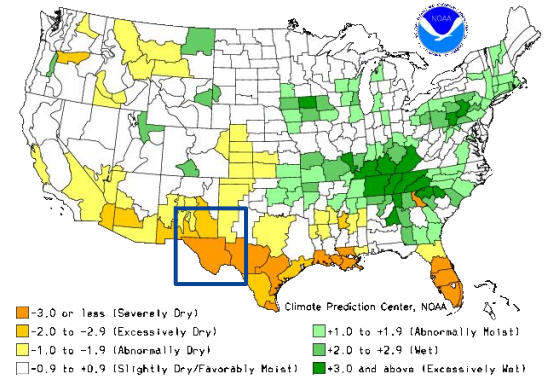 NOAA
Climate Prediction Center, NOAA
-3.0 or less (Severely Dry)
-2.0 to -2.9 (Excessively Dry)
-1.0 to -1.9 (Abnormally Dry)
-0.9 to +0.9 (Slightly Dry/Favorably Moist)
+1.0 to +1.9 (Abnormally Moist)
+2.0 to +2.9 (Wet)
+3.0 and above (Excessively Wet)